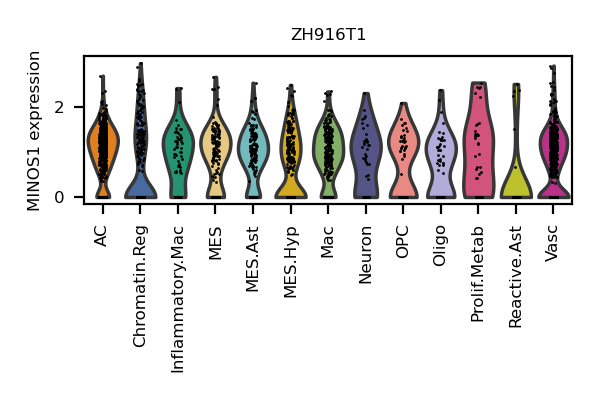 ZH916T1
MINOS1 expression
2
0
AC
Chromatin.Reg
Inflammatory.Mac
MES
MES.Ast
MES.Hyp
Mac
Neuron
OPC
Oligo
Prolif.Metab
Reactive.Ast
Vasc